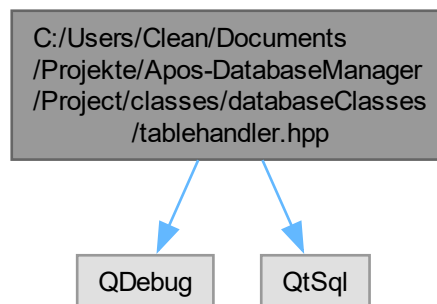 C:/Users/Clean/Documents
/Projekte/Apos-DatabaseManager
/Project/classes/databaseClasses
/tablehandler.hpp
QDebug
QtSql